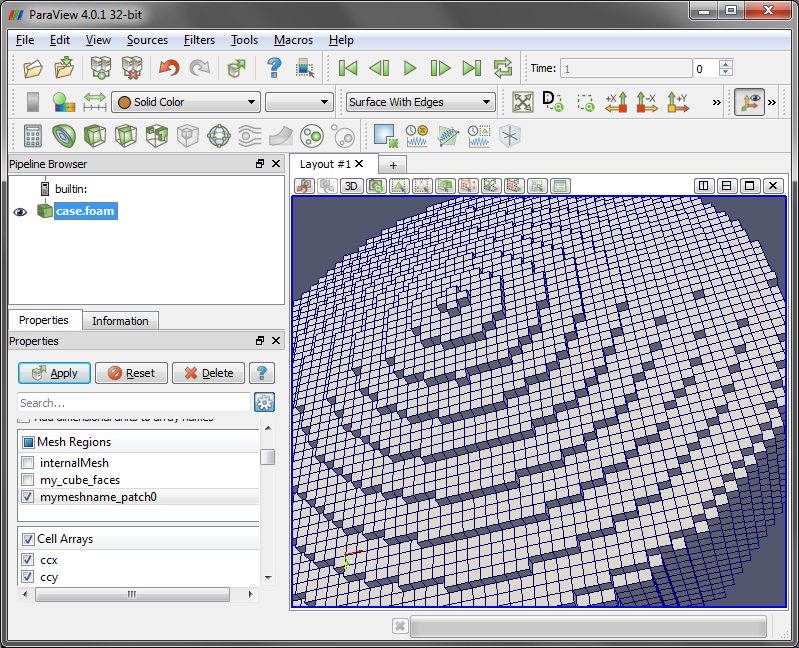 ParaView 4.0.1 32-bit
File Edit View Sources Filters Tools Macros Help
Time: 1 0
Solid Color Surface With Edges D +X -X +Y » »
Pipeline Browser
Layout #1 +
builtin:
3D
case.foam
Properties Information
Properties
Apply Reset Delete ?
Search...
Add dimensional units to array names
Mesh Regions
internalMesh
my_cube_faces
mymeshname_patch0
Cell Arrays
ccx
ccy